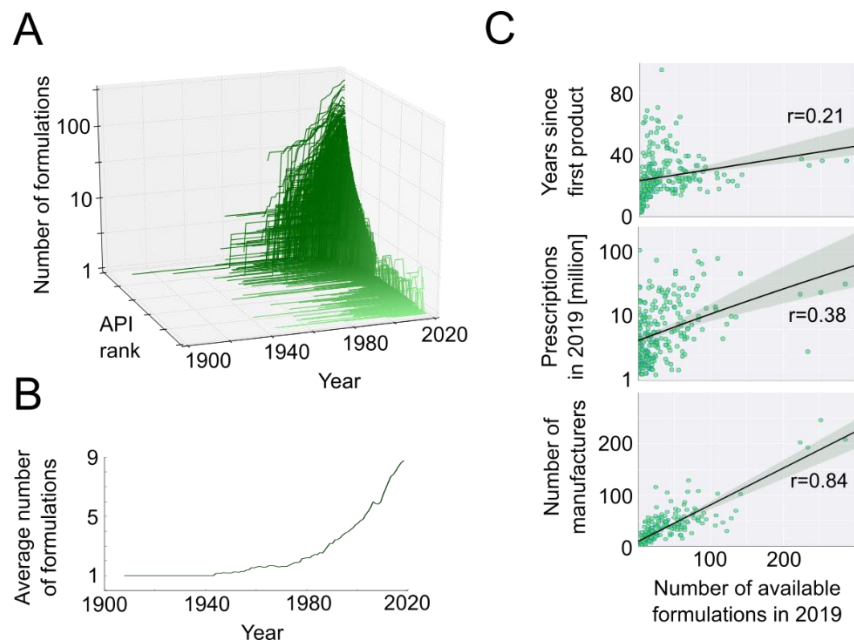 A
Number of formulations
100
10
1
API
rank
1900
1940
1980
2020
Year
B
Average number
of formulations
9
5
1
1900
1940
1980
2020
Year
C
Years since
first product
80
40
0
r=0.21
Prescriptions
in 2019 [million]
100
10
1
r=0.38
Number of
manufacturers
200
100
0
r=0.84
100
200
Number of available
formulations in 2019